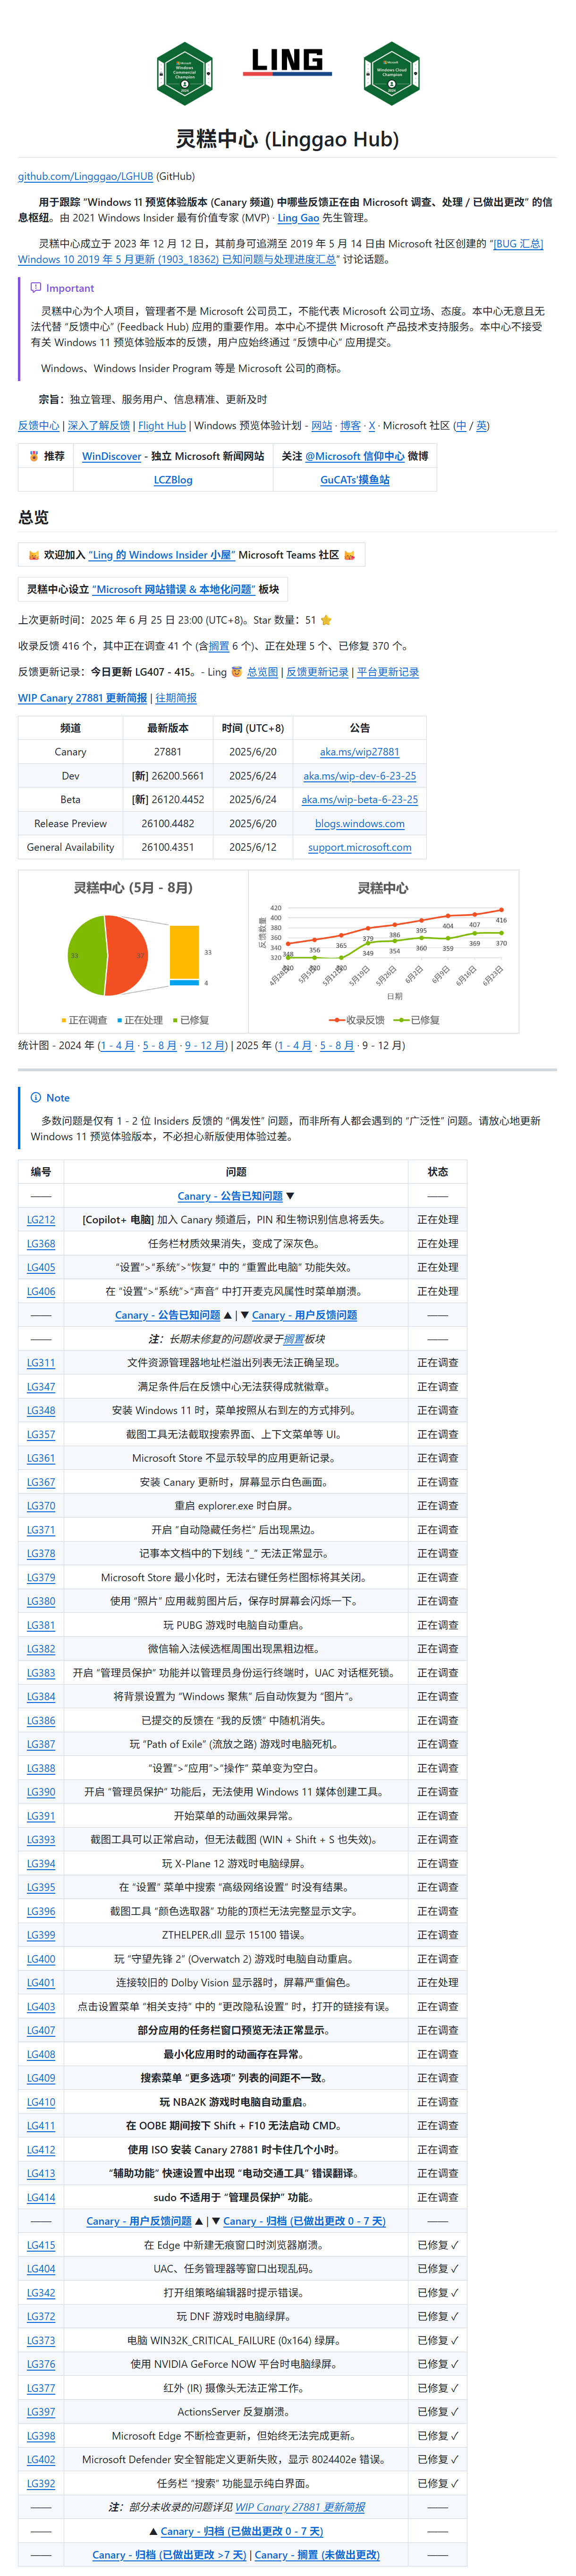 Microsoft
Windows Commercial Champion
LING
Microsoft
Windows Cloud Champion
灵糕中心 (Linggao Hub)
github.com/Lingggao/LGHUB (GitHub)
用于跟踪 “Windows 11 预览体验版本 (Canary 频道) 中哪些反馈正在由 Microsoft 调查、处理 / 已做出更改” 的信
息枢纽。由 2021 Windows Insider 最有价值专家 (MVP) · Ling Gao 先生管理。
灵糕中心成立于 2023 年 12 月 12 日，其前身可追溯至 2019 年 5 月 14 日由 Microsoft 社区创建的 “[BUG 汇总]
Windows 10 2019 年 5 月更新 (1903_18362) 已知问题与处理进度汇总” 讨论话题。
Important
灵糕中心为个人项目，管理者不是 Microsoft 公司员工，不能代表 Microsoft 公司立场、态度。本中心无意且无
法代替 “反馈中心” (Feedback Hub) 应用的重要作用。本中心不提供 Microsoft 产品技术支持服务。本中心不接受
有关 Windows 11 预览体验版本的反馈，用户应始终通过 “反馈中心” 应用提交。
Windows、Windows Insider Program 等是 Microsoft 公司的商标。
宗旨：独立管理、服务用户、信息精准、更新及时
反馈中心 | 深入了解反馈 | Flight Hub | Windows 预览体验计划 - 网站 · 博客 · X · Microsoft 社区 (中 / 英)
🏅 推荐 WinDiscover - 独立 Microsoft 新闻网站 关注 @Microsoft 信仰中心 微博
LCZBlog GuCATs'摸鱼站
总览
欢迎加入 “Ling 的 Windows Insider 小屋” Microsoft Teams 社区
灵糕中心设立 “Microsoft 网站错误 & 本地化问题” 板块
上次更新时间：2025 年 6 月 25 日 23:00 (UTC+8)。Star 数量：51 ⭐
收录反馈 416 个，其中正在调查 41 个 (含搁置 6 个)、正在处理 5 个、已修复 370 个。
反馈更新记录：今日更新 LG407 - 415。- Ling 总览图 | 反馈更新记录 | 平台更新记录
WIP Canary 27881 更新简报 | 往期简报
频道 最新版本 时间 (UTC+8) 公告
Canary 27881 2025/6/20 aka.ms/wip27881
Dev [新] 26200.5661 2025/6/24 aka.ms/wip-dev-6-23-25
Beta [新] 26120.4452 2025/6/24 aka.ms/wip-beta-6-23-25
Release Preview 26100.4482 2025/6/20 blogs.windows.com
General Availability 26100.4351 2025/6/12 support.microsoft.com
灵糕中心 (5月 - 8月)
33 37 33 4
正在调查 正在处理 已修复
灵糕中心
反馈数量
420 400 380 360 340 320
348 356 365 379 386 395 404 407 416
320 320 320 349 354 360 359 369 370
4月28日 5月5日 5月12日 5月19日 5月26日 6月2日 6月9日 6月16日 6月23日
日期
收录反馈 已修复
统计图 - 2024 年 (1 - 4 月 · 5 - 8 月 · 9 - 12 月) | 2025 年 (1 - 4 月 · 5 - 8 月 · 9 - 12 月)
Note
多数问题是仅有 1 - 2 位 Insiders 反馈的 “偶发性” 问题，而非所有人都会遇到的 “广泛性” 问题。请放心地更新
Windows 11 预览体验版本，不必担心新版使用体验过差。
编号 问题 状态
—— Canary - 公告已知问题 ▼ ——
LG212 [Copilot+ 电脑] 加入 Canary 频道后，PIN 和生物识别信息将丢失。 正在处理
LG368 任务栏材质效果消失，变成了深灰色。 正在处理
LG405 “设置”>“系统”>“恢复” 中的 “重置此电脑” 功能失效。 正在处理
LG406 在 “设置”>“系统”>“声音” 中打开麦克风属性时菜单崩溃。 正在处理
—— Canary - 公告已知问题 ▲ | ▼ Canary - 用户反馈问题 ——
—— 注：长期未修复的问题收录于搁置板块 ——
LG311 文件资源管理器地址栏溢出列表无法正确呈现。 正在调查
LG347 满足条件后在反馈中心无法获得成就徽章。 正在调查
LG348 安装 Windows 11 时，菜单按照从右到左的方式排列。 正在调查
LG357 截图工具无法截取搜索界面、上下文菜单等 UI。 正在调查
LG361 Microsoft Store 不显示较早的应用更新记录。 正在调查
LG367 安装 Canary 更新时，屏幕显示白色画面。 正在调查
LG370 重启 explorer.exe 时白屏。 正在调查
LG371 开启 “自动隐藏任务栏” 后出现黑边。 正在调查
LG378 记事本文档中的下划线 “_” 无法正常显示。 正在调查
LG379 Microsoft Store 最小化时，无法右键任务栏图标将其关闭。 正在调查
LG380 使用 “照片” 应用裁剪图片后，保存时屏幕会闪烁一下。 正在调查
LG381 玩 PUBG 游戏时电脑自动重启。 正在调查
LG382 微信输入法候选框周围出现黑粗边框。 正在调查
LG383 开启 “管理员保护” 功能并以管理员身份运行终端时，UAC 对话框死锁。 正在调查
LG384 将背景设置为 “Windows 聚焦” 后自动恢复为 “图片”。 正在调查
LG386 已提交的反馈在 “我的反馈” 中随机消失。 正在调查
LG387 玩 “Path of Exile” (流放之路) 游戏时电脑死机。 正在调查
LG388 “设置”>“应用”>“操作” 菜单变为空白。 正在调查
LG390 开启 “管理员保护” 功能后，无法使用 Windows 11 媒体创建工具。 正在调查
LG391 开始菜单的动画效果异常。 正在调查
LG393 截图工具可以正常启动，但无法截图 (WIN + Shift + S 也失效)。 正在调查
LG394 玩 X-Plane 12 游戏时电脑绿屏。 正在调查
LG395 在 “设置” 菜单中搜索 “高级网络设置” 时没有结果。 正在调查
LG396 截图工具 “颜色选取器” 功能的顶栏无法完整显示文字。 正在调查
LG399 ZTHELPER.dll 显示 15100 错误。 正在调查
LG400 玩 “守望先锋 2” (Overwatch 2) 游戏时电脑自动重启。 正在调查
LG401 连接较旧的 Dolby Vision 显示器时，屏幕严重偏色。 正在处理
LG403 点击设置菜单 “相关支持” 中的 “更改隐私设置” 时，打开的链接有误。 正在调查
LG407 部分应用的任务栏窗口预览无法正常显示。 正在调查
LG408 最小化应用时的动画存在异常。 正在调查
LG409 搜索菜单 “更多选项” 列表的间距不一致。 正在调查
LG410 玩 NBA2K 游戏时电脑自动重启。 正在调查
LG411 在 OOBE 期间按下 Shift + F10 无法启动 CMD。 正在调查
LG412 使用 ISO 安装 Canary 27881 时卡住几个小时。 正在调查
LG413 “辅助功能” 快速设置中出现 “电动交通工具” 错误翻译。 正在调查
LG414 sudo 不适用于 “管理员保护” 功能。 正在调查
—— Canary - 用户反馈问题 ▲ | ▼ Canary - 归档 (已做出更改 0 - 7 天) ——
LG415 在 Edge 中新建无痕窗口时浏览器崩溃。 已修复 ✓
LG404 UAC、任务管理器等窗口出现乱码。 已修复 ✓
LG342 打开组策略编辑器时提示错误。 已修复 ✓
LG372 玩 DNF 游戏时电脑绿屏。 已修复 ✓
LG373 电脑 WIN32K_CRITICAL_FAILURE (0x164) 绿屏。 已修复 ✓
LG376 使用 NVIDIA GeForce NOW 平台时电脑绿屏。 已修复 ✓
LG377 红外 (IR) 摄像头无法正常工作。 已修复 ✓
LG397 ActionsServer 反复崩溃。 已修复 ✓
LG398 Microsoft Edge 不断检查更新，但始终无法完成更新。 已修复 ✓
LG402 Microsoft Defender 安全智能定义更新失败，显示 8024402e 错误。 已修复 ✓
LG392 任务栏 “搜索” 功能显示纯白界面。 已修复 ✓
—— 注：部分未收录的问题详见 WIP Canary 27881 更新简报 ——
—— ▲ Canary - 归档 (已做出更改 0 - 7 天) ——
—— Canary - 归档 (已做出更改 >7 天) | Canary - 搁置 (未做出更改) ——